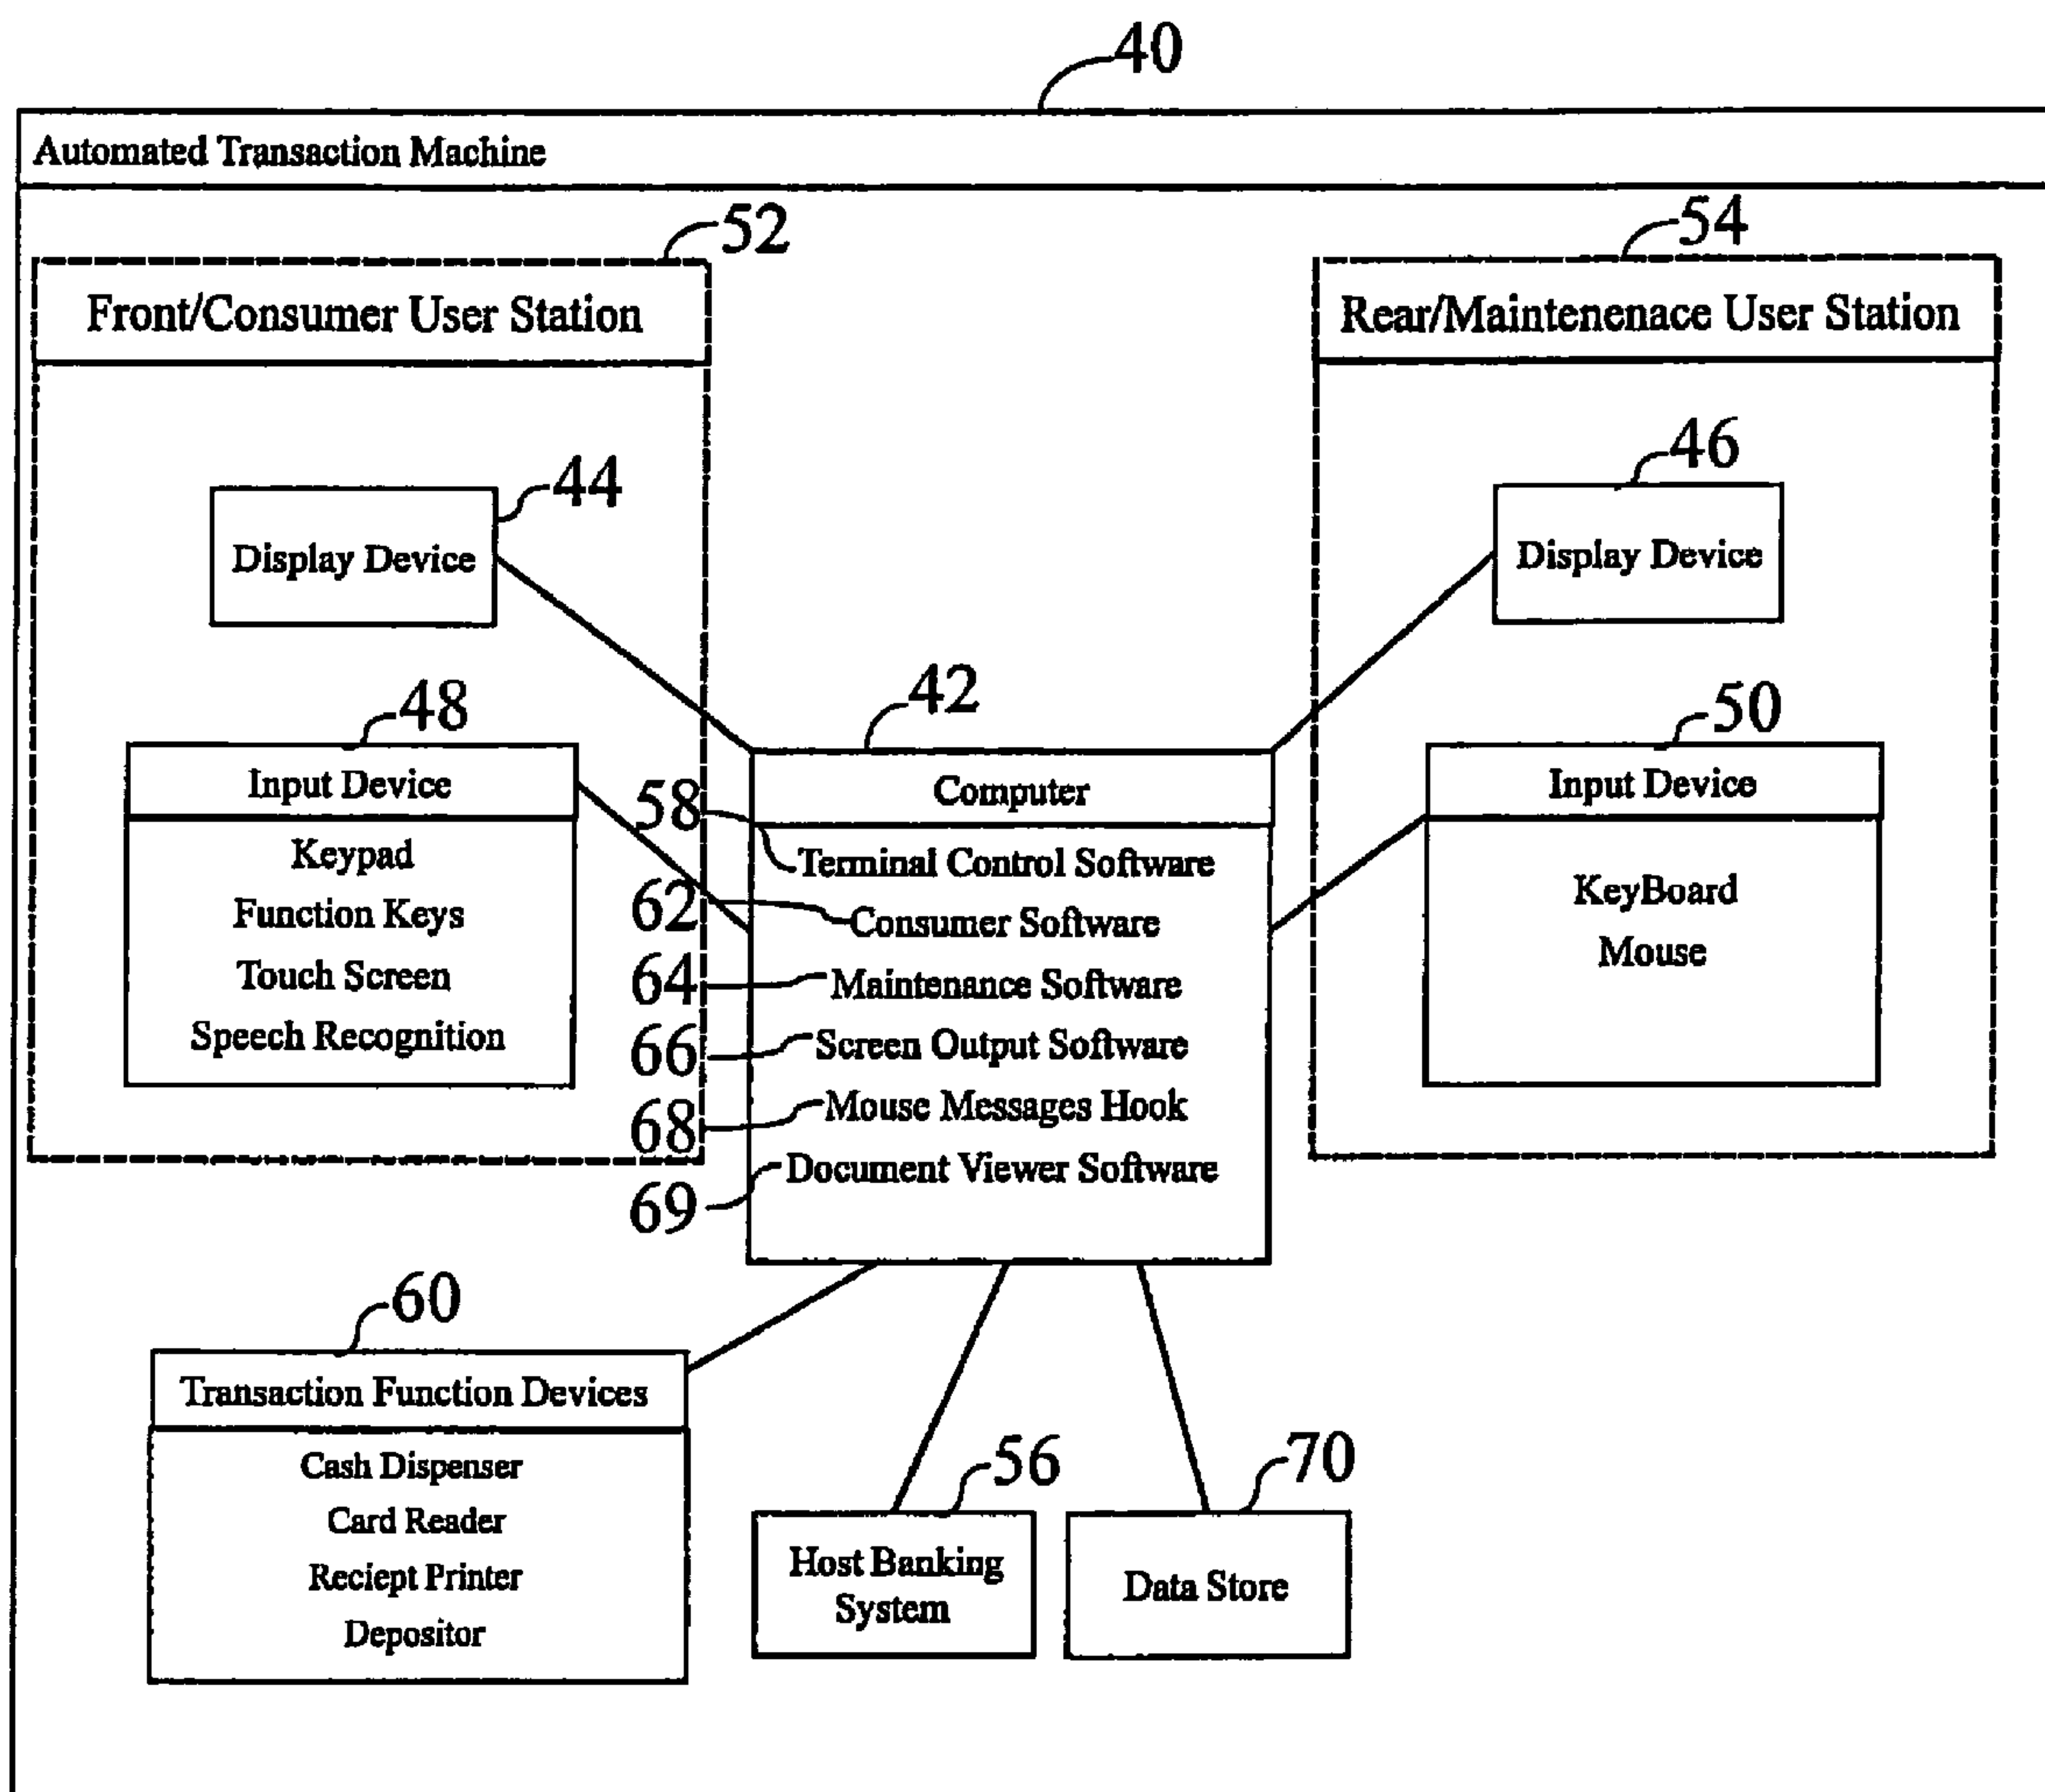 40
Automated Transaction Machine
52
54
Front/Consumer User Station
Rear/Maintenenace User Station
44
Display Device
46
Display Device
48
Input Device
Keypad
Function Keys
Touch Screen
Speech Recognition
42
Computer
58
Terminal Control Software
62
Consumer Software
64
Maintenance Software
66
Screen Output Software
68
Mouse Messages Hook
69
Document Viewer Software
50
Input Device
KeyBoard
Mouse
60
Transaction Function Devices
Cash Dispenser
Card Reader
Reciept Printer
Depositor
56
Host Banking
System
70
Data Store